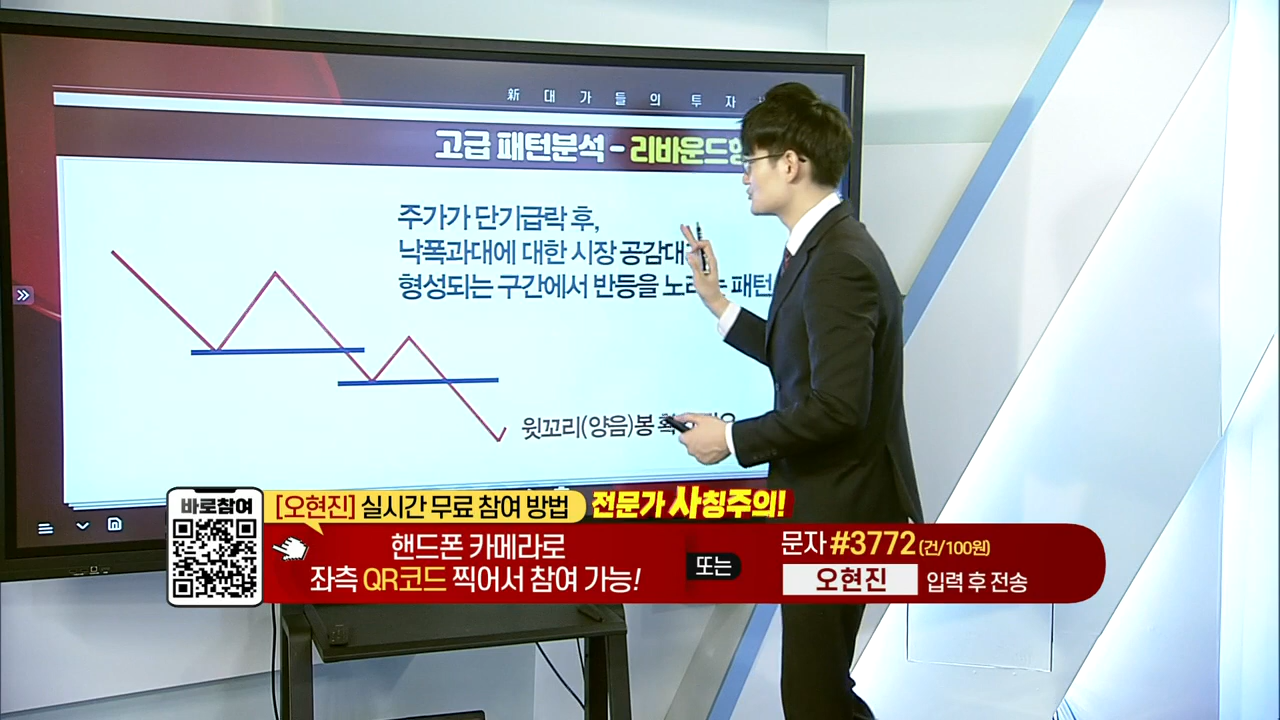 新 대 가 들 의 투 자
고급 패턴분석 - 리바운드형
주가가 단기급락 후,
낙폭과대에 대한 시장 공감대가
형성되는 구간에서 반등을 노리는 패턴
윗꼬리(양음)봉
바로참여
[오현진] 실시간 무료 참여 방법
전문가 사칭주의!
핸드폰 카메라로
좌측 QR코드 찍어서 참여 가능!
또는
문자 #3772 (건/100원)
오현진 입력 후 전송